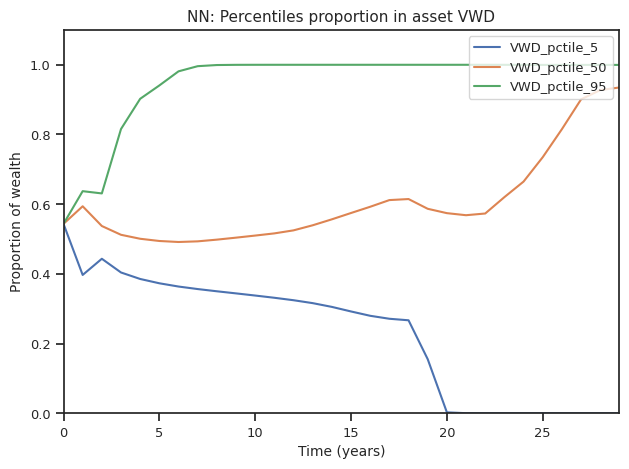 NN: Percentiles proportion in asset VWD
VWD_pctile_5
VWD_pctile_50
VWD_pctile_95
Proportion of wealth
1.0
0.8
0.6
0.4
0.2
0.0
0 5 10 15 20 25
Time (years)